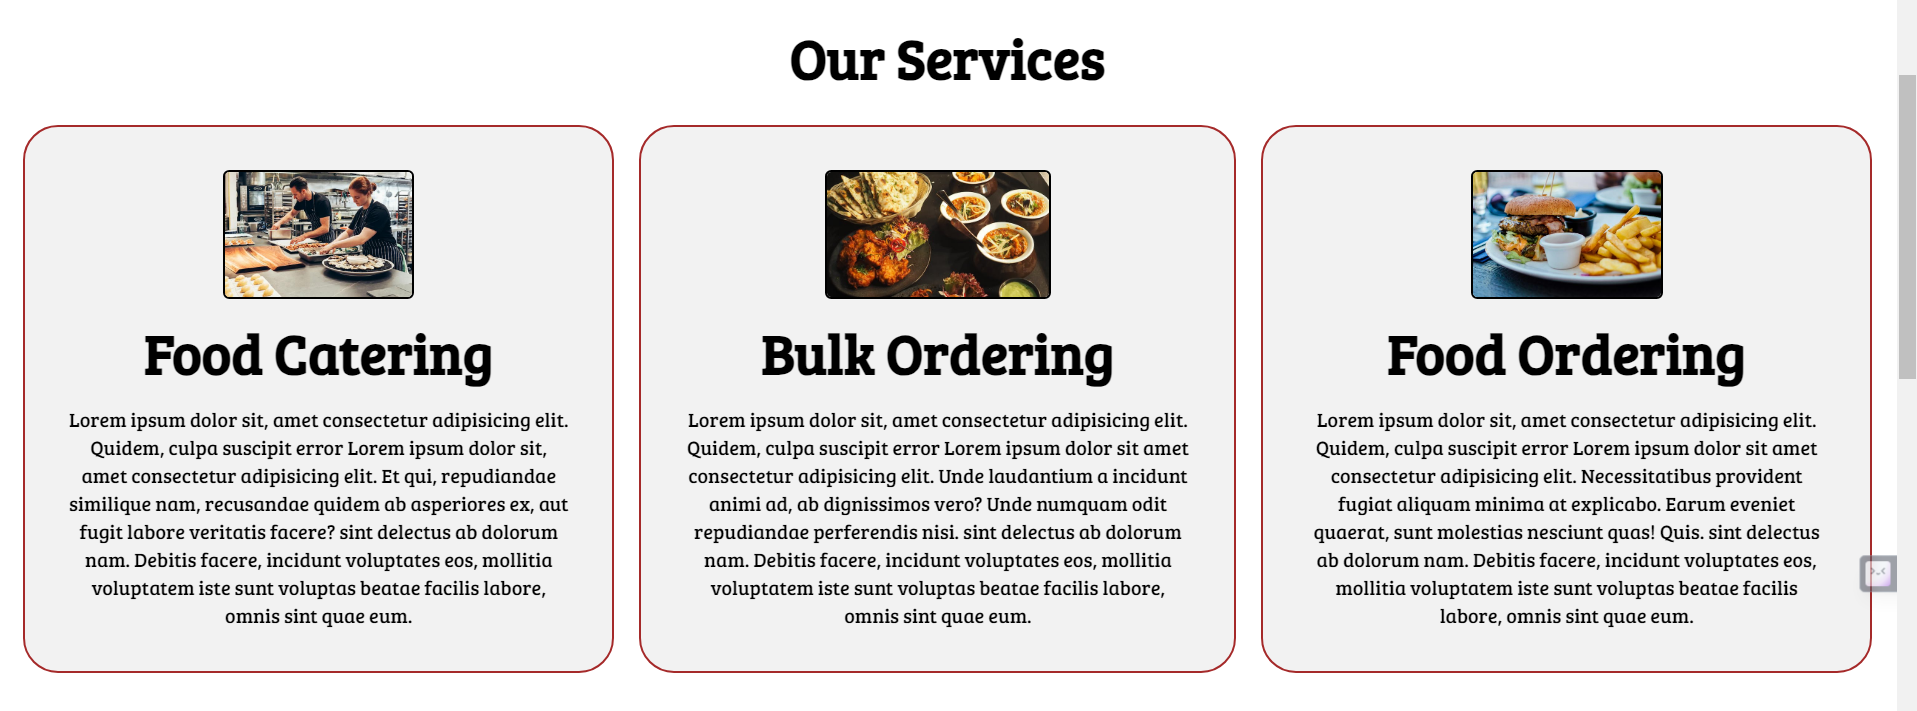 Our Services
Food Catering
Lorem ipsum dolor sit, amet consectetur adipisicing elit.
Quidem, culpa suscipit error Lorem ipsum dolor sit,
amet consectetur adipisicing elit. Et qui, repudiandae
similique nam, recusandae quidem ab asperiores ex, aut
fugit labore veritatis facere? sint delectus ab dolorum
nam. Debitis facere, incidunt voluptates eos, mollitia
voluptatem iste sunt voluptas beatae facilis labore,
omnis sint quae eum.
Bulk Ordering
Lorem ipsum dolor sit, amet consectetur adipisicing elit.
Quidem, culpa suscipit error Lorem ipsum dolor sit amet
consectetur adipisicing elit. Unde laudantium a incidunt
animi ad, ab dignissimos vero? Unde numquam odit
repudiandae perferendis nisi. sint delectus ab dolorum
nam. Debitis facere, incidunt voluptates eos, mollitia
voluptatem iste sunt voluptas beatae facilis labore,
omnis sint quae eum.
Food Ordering
Lorem ipsum dolor sit, amet consectetur adipisicing elit.
Quidem, culpa suscipit error Lorem ipsum dolor sit amet
consectetur adipisicing elit. Necessitatibus provident
fugiat aliquam minima at explicabo. Earum eveniet
quaerat, sunt molestias nesciunt quas! Quis. sint delectus
ab dolorum nam. Debitis facere, incidunt voluptates eos,
mollitia voluptatem iste sunt voluptas beatae facilis
labore, omnis sint quae eum.